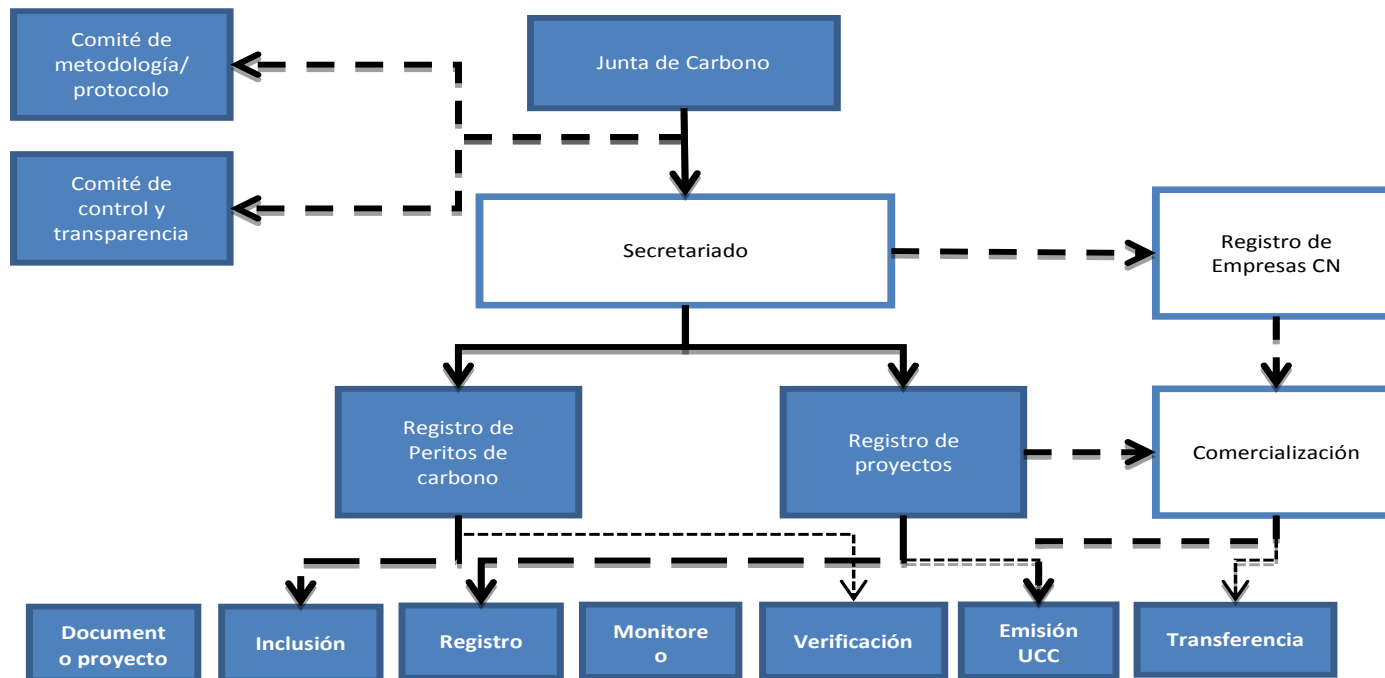 Comité de
metodología/
protocolo
Junta de Carbono
Comité de
control y
transparencia
Secretariado
Registro de
Empresas CN
Registro de
Peritos de
carbono
Registro de
proyectos
Comercialización
Document
o proyecto
Inclusión
Registro
Monitore
o
Verificación
Emisión
UCC
Transferencia